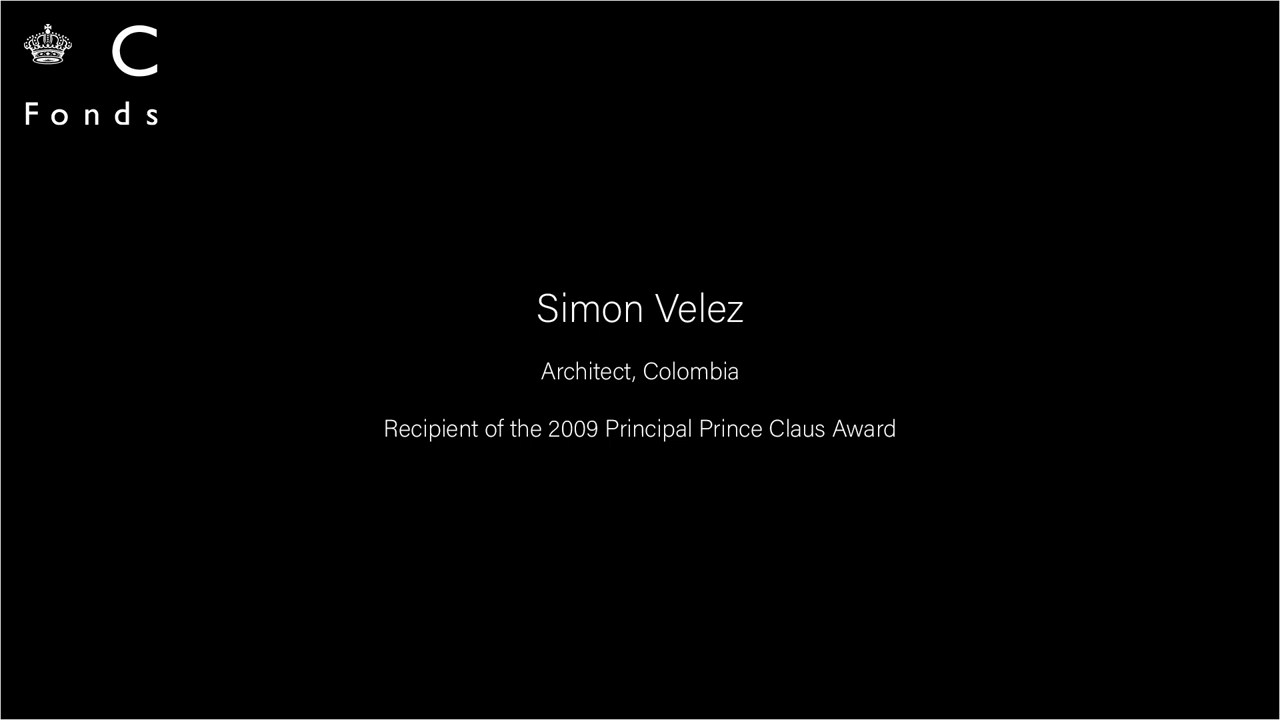 C
Fonds
Simon Velez
Architect, Colombia
Recipient of the 2009 Principal Prince Claus Award